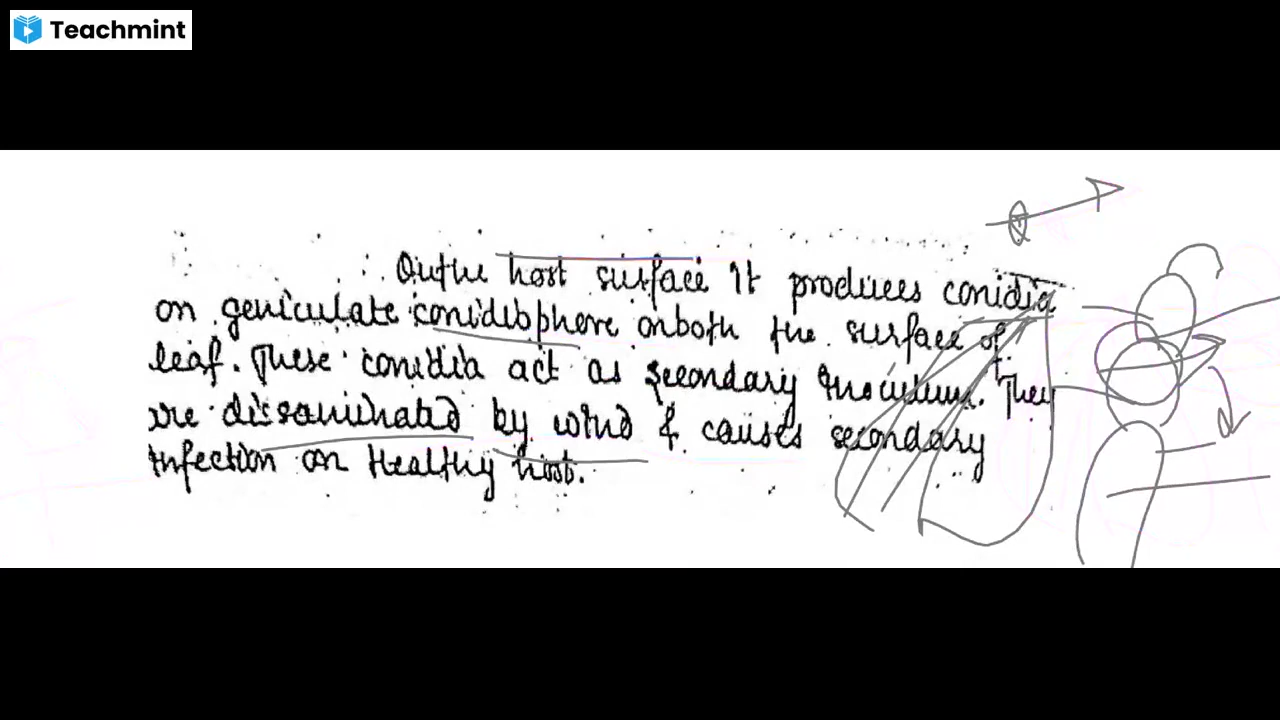 Teachmint
On the host surface It produces conidia
on geniculate conidiophore on both the surface of
leaf. These conidia act as secondary Inoculum. They
are dissaminated by wind & causes secondary
Infection on Healthy host.